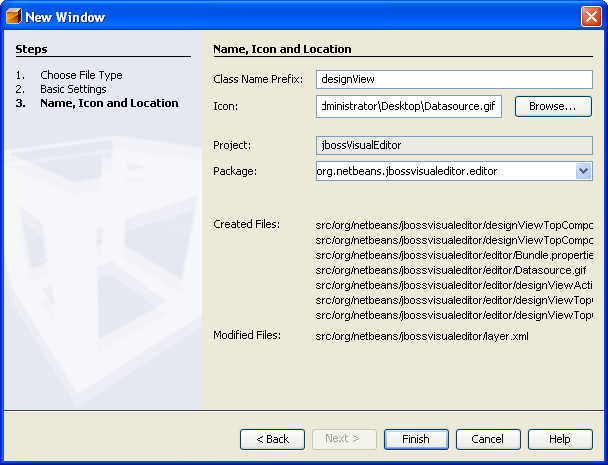 New Window
Steps
1. Choose File Type
2. Basic Settings
3. Name, Icon and Location
Name, Icon and Location
Class Name Prefix: designView
Icon: dministrator\Desktop\Datasource.gif Browse...
Project: jbossVisualEditor
Package: org.netbeans.jbossvisualeditor.editor
Created Files: src/org/netbeans/jbossvisualeditor/designViewTopCompo
src/org/netbeans/jbossvisualeditor/designViewTopCompo
src/org/netbeans/jbossvisualeditor/editor/Bundle.propertie
src/org/netbeans/jbossvisualeditor/editor/Datasource.gif
src/org/netbeans/jbossvisualeditor/editor/designViewActi
src/org/netbeans/jbossvisualeditor/editor/designViewTop
src/org/netbeans/jbossvisualeditor/editor/designViewTop
Modified Files: src/org/netbeans/jbossvisualeditor/layer.xml
< Back Next > Finish Cancel Help